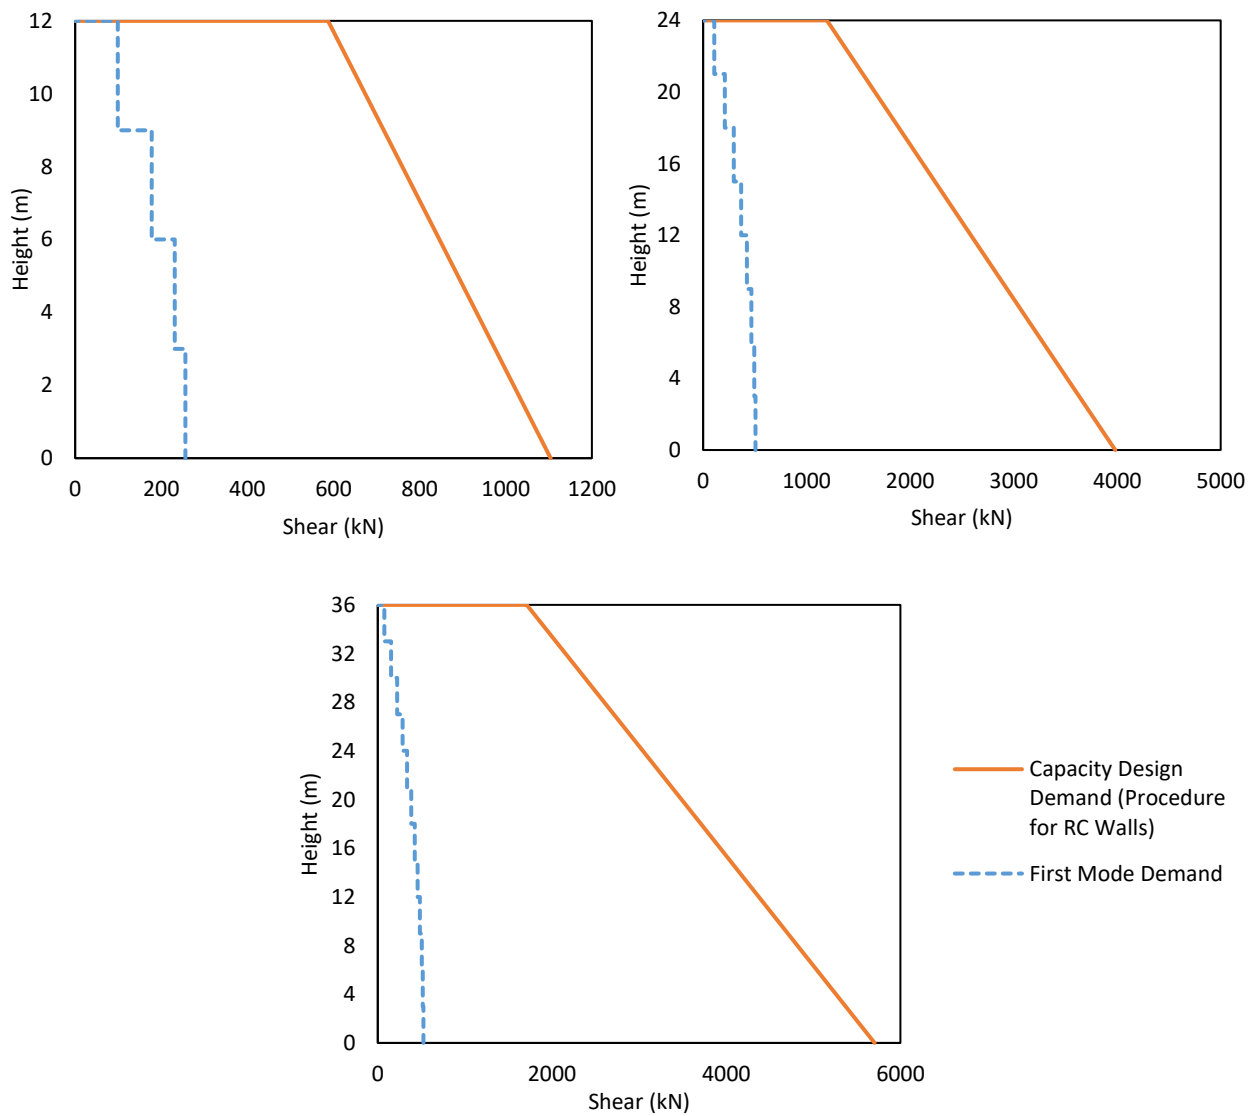 12
10
8
6
4
2
0
Height (m)
0 200 400 600 800 1000 1200
Shear (kN)
24
20
16
12
8
4
0
Height (m)
0 1000 2000 3000 4000 5000
Shear (kN)
36
32
28
24
20
16
12
8
4
0
Height (m)
0 2000 4000 6000
Shear (kN)
Capacity Design
Demand (Procedure
for RC Walls)
First Mode Demand